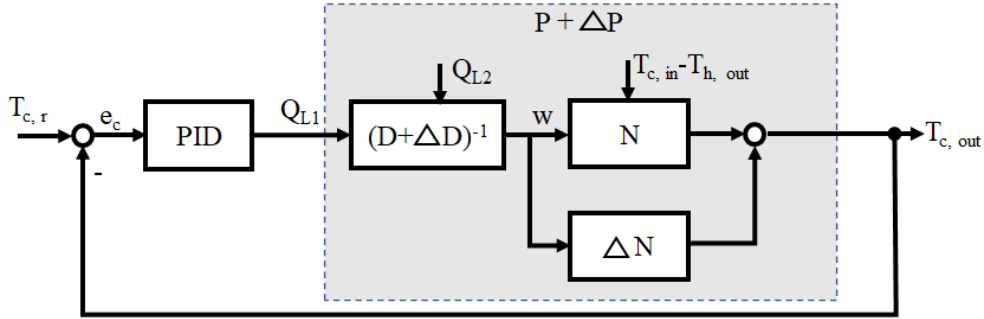 P + △P
Q_L2
T_c, in-T_h, out
T_c, r
e_c
PID
Q_L1
(D+△D)^-1
w
N
T_c, out
-
△ N